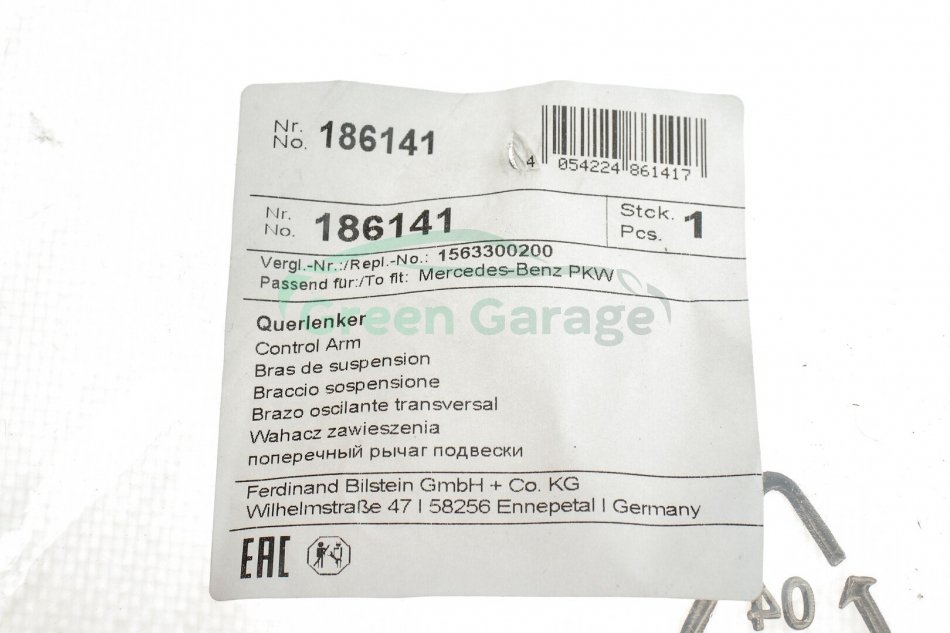 Nr.
No. 186141
4 054224 861417
Nr.
No. 186141
Stck.
Pcs. 1
Vergl.-Nr.:/Repl.-No.: 1563300200
Passend für:/To fit: Mercedes-Benz PKW
Green Garage
Querlenker
Control Arm
Bras de suspension
Braccio sospensione
Brazo oscilante transversal
Wahacz zawieszenia
поперечный рычаг подвески
Ferdinand Bilstein GmbH + Co. KG
Wilhelmstraße 47 I 58256 Ennepetal I Germany
EAC
04